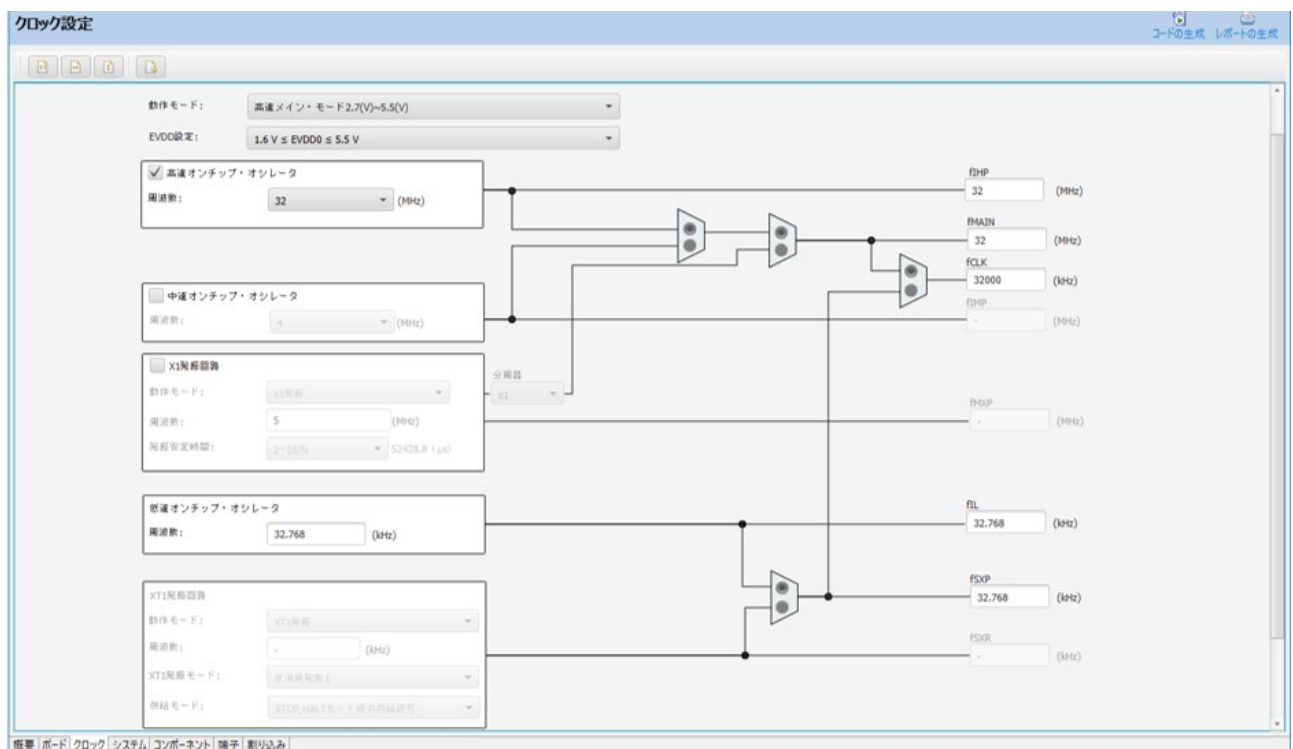 クロック設定
コードの生成 レポートの生成
動作モード: 高速メイン・モード2.7(V)~5.5(V)
EVDD設定: 1.6 V ≤ EVDD0 ≤ 5.5 V
高速オンチップ・オシレータ
周波数: 32 (MHz)
fIHP
32 (MHz)
fMAIN
32 (MHz)
fCLK
32000 (kHz)
中速オンチップ・オシレータ
周波数: 4 (MHz)
fIMP
- (MHz)
X1発振回路
動作モード: X1発振
周波数: 5 (MHz)
発振安定時間: 2^18/fx 52428.8 (μs)
分周器
x1
fMXP
- (MHz)
低速オンチップ・オシレータ
周波数: 32.768 (kHz)
fIL
32.768 (kHz)
fSXP
32.768 (kHz)
XT1発振回路
動作モード: XT1発振
周波数: - (kHz)
fSXR
- (kHz)
XT1発振モード: 低消費発振1
供給モード: STOP,HALTモード時の供給許可
概要 ボード クロック システム コンポーネント 端子 割り込み